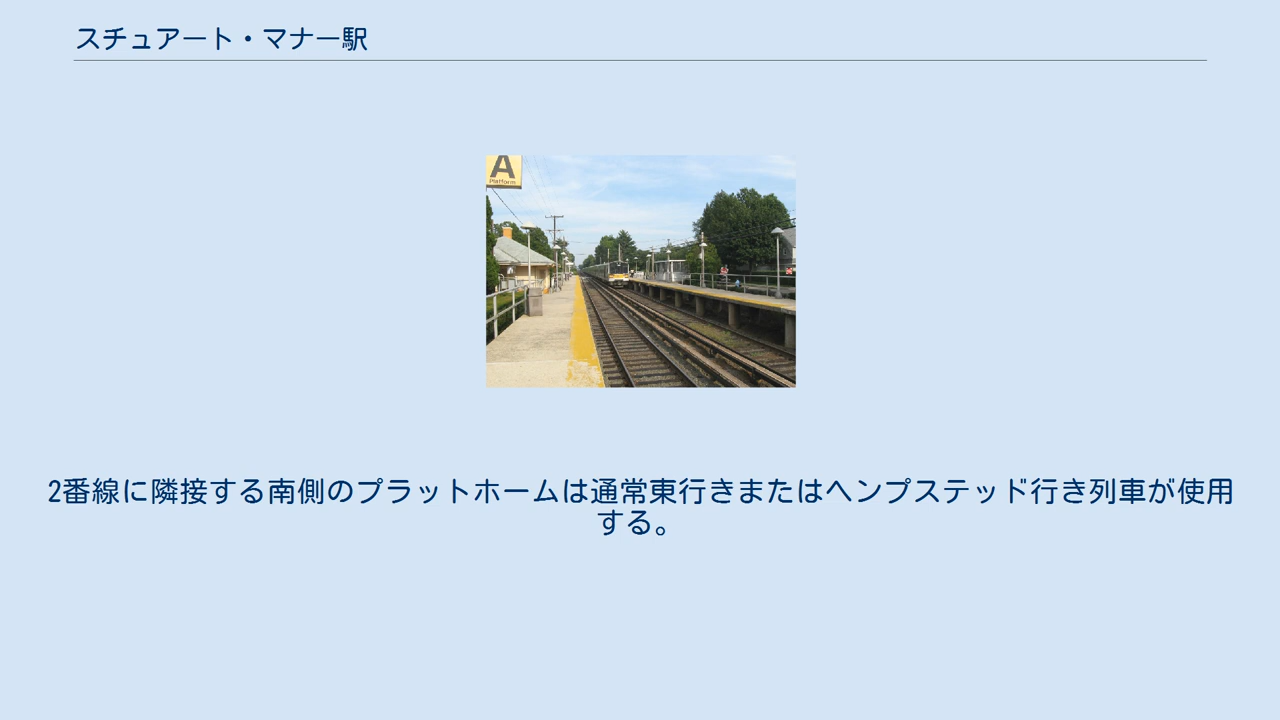 スチュアート・マナー駅
A
Platform
2番線に隣接する南側のプラットホームは通常東行きまたはヘンプステッド行き列車が使用
する。